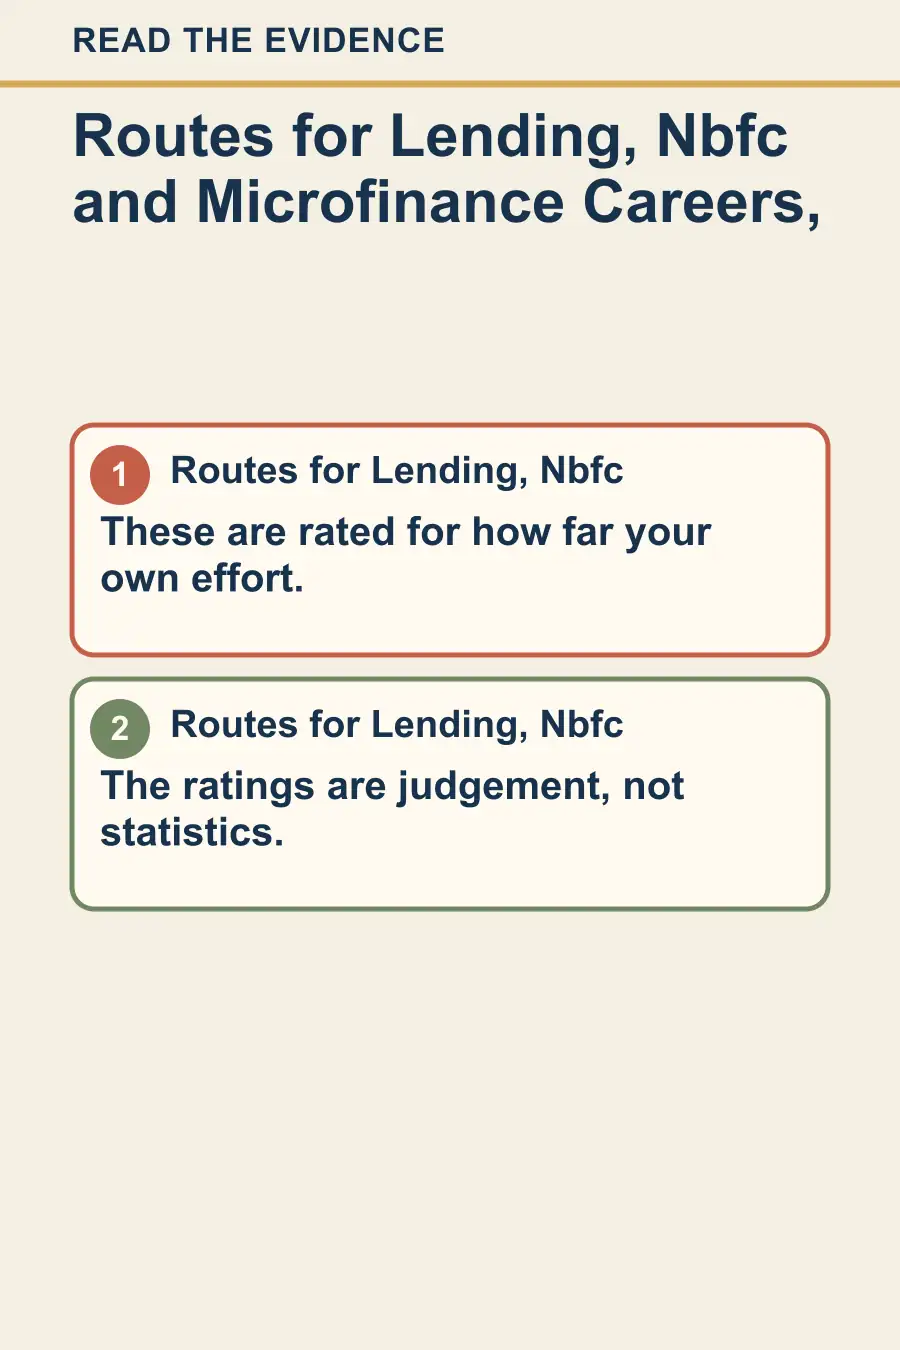 READ THE EVIDENCE
Routes for Lending, Nbfc
and Microfinance Careers,
1 Routes for Lending, Nbfc
These are rated for how far your
own effort.
2 Routes for Lending, Nbfc
The ratings are judgement, not
statistics.